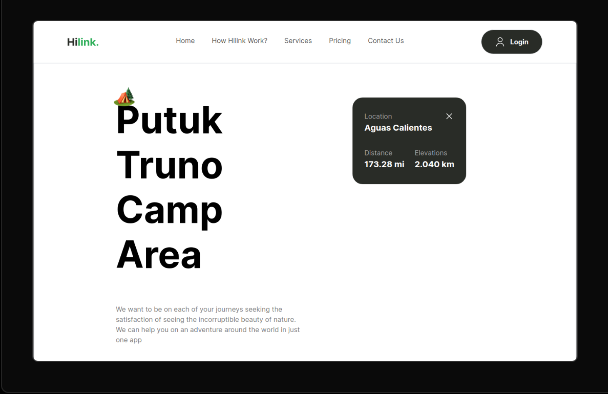 Hilink.
Home How Hilink Work? Services Pricing Contact Us
Login
Putuk
Truno
Camp
Area
We want to be on each of your journeys seeking the
satisfaction of seeing the incorruptible beauty of nature.
We can help you on an adventure around the world in just
one app
Location
Aguas Calientes
Distance Elevations
173.28 mi 2.040 km